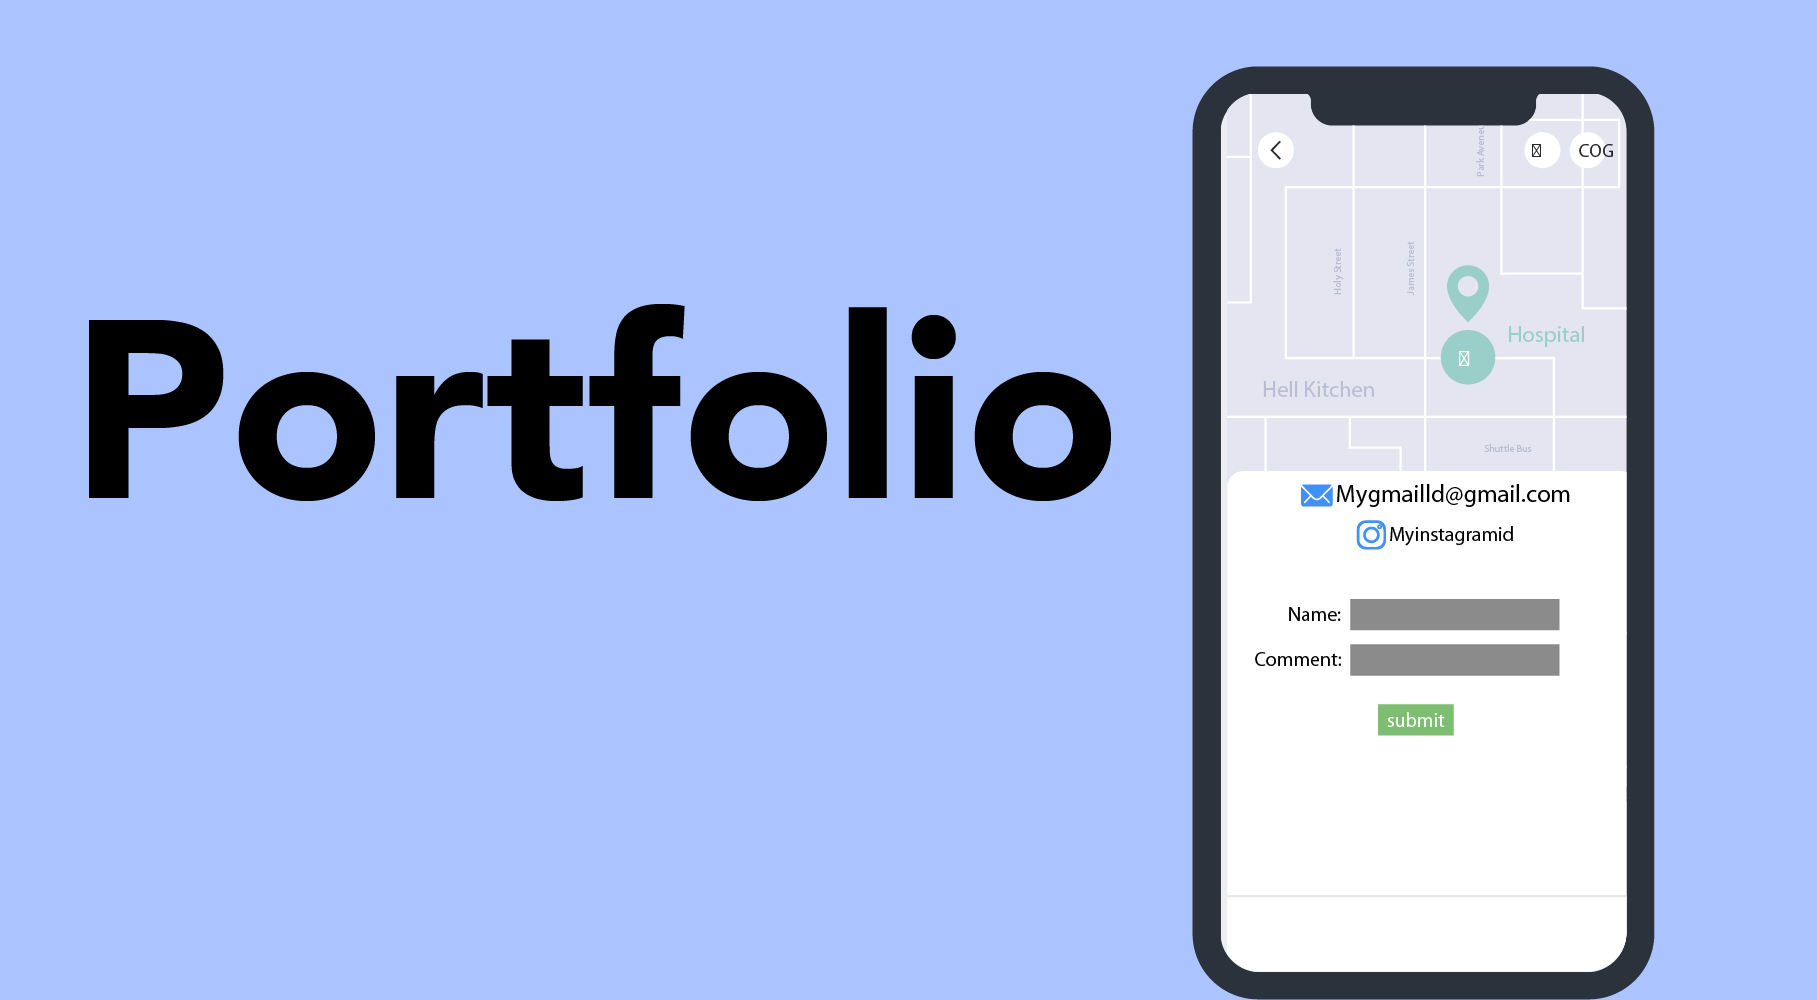 Portfolio
COG
Park Aveneu
Holy Street
James Street
Hospital
Hell Kitchen
Shuttle Bus
Mygmailld@gmail.com
Myinstagramid
Name:
Comment:
submit